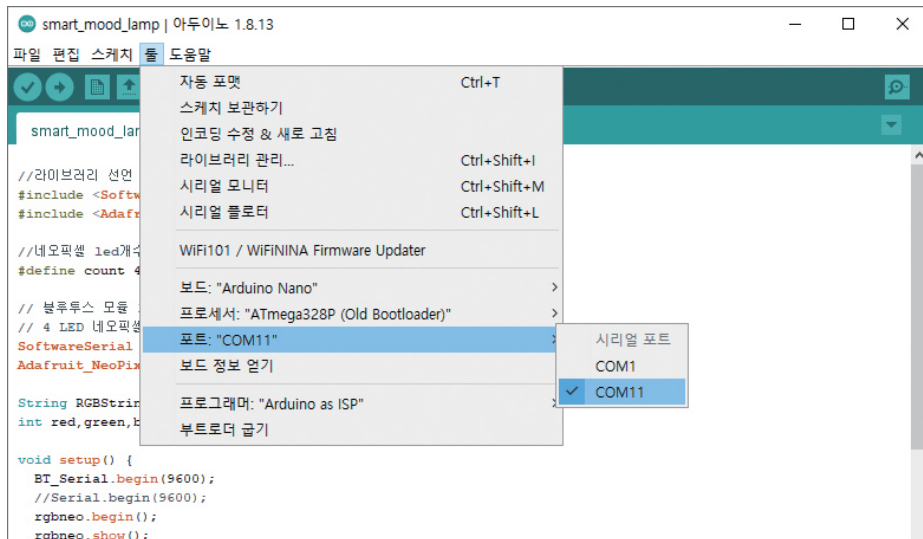 smart_mood_lamp | 아두이노 1.8.13
파일 편집 스케치 툴 도움말
자동 포맷 Ctrl+T
스케치 보관하기
인코딩 수정 & 새로 고침
라이브러리 관리... Ctrl+Shift+I
시리얼 모니터 Ctrl+Shift+M
시리얼 플로터 Ctrl+Shift+L
WiFi101 / WiFiNINA Firmware Updater
보드: "Arduino Nano"
프로세서: "ATmega328P (Old Bootloader)"
포트: "COM11"
보드 정보 얻기
프로그래머: "Arduino as ISP"
부트로더 굽기
시리얼 포트
COM1
COM11
smart_mood_lar
//라이브러리 선언
#include <Softw
#include <Adafr
//네오픽셀 led개수
#define count 4
// 블루투스 모듈
// 4 LED 네오픽셀
SoftwareSerial
Adafruit_NeoPix
String RGBStrin
int red,green,b
void setup() {
BT_Serial.begin(9600);
//Serial.begin(9600);
rgbneo.begin();
rgbneo.show();